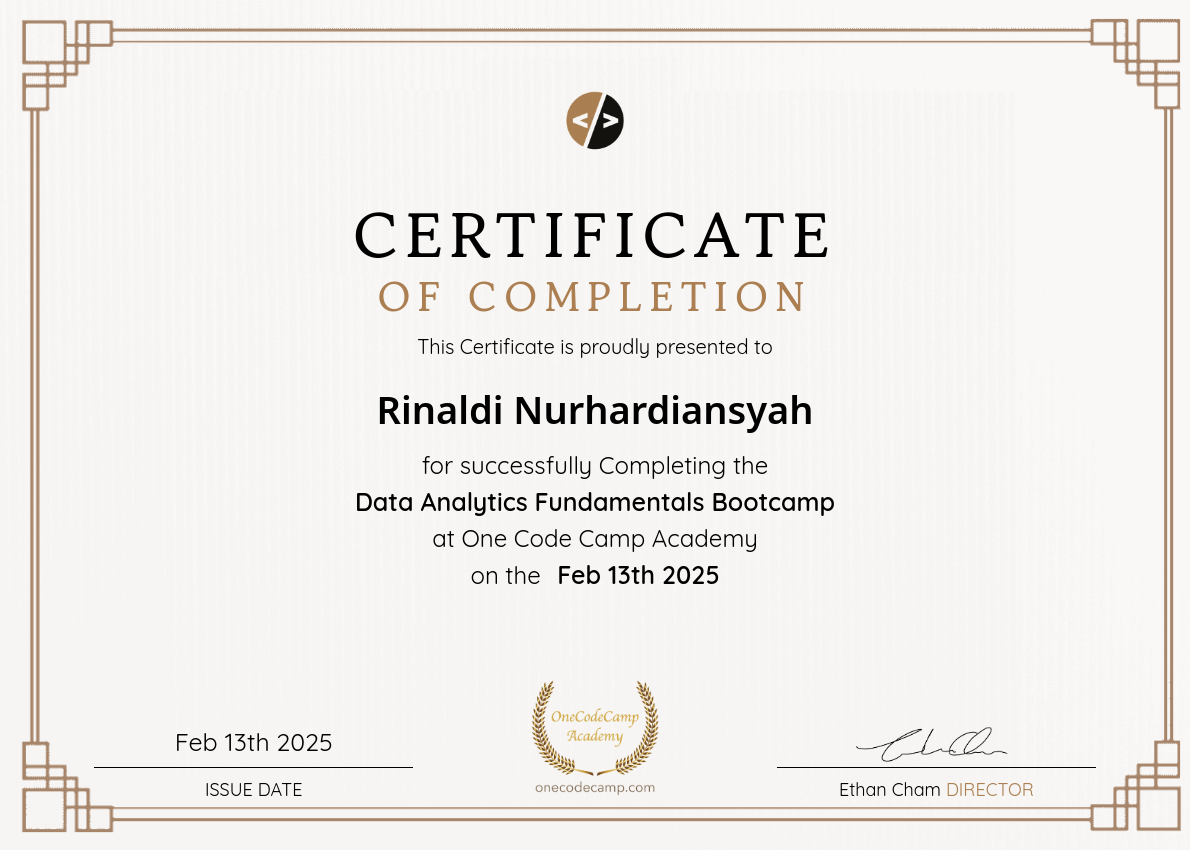 < >
CERTIFICATE
OF COMPLETION
This Certificate is proudly presented to
Rinaldi Nurhardiansyah
for successfully Completing the
Data Analytics Fundamentals Bootcamp
at One Code Camp Academy
on the Feb 13th 2025
OneCodeCamp
Academy
onecodecamp.com
Feb 13th 2025
ISSUE DATE
Ethan Cham DIRECTOR